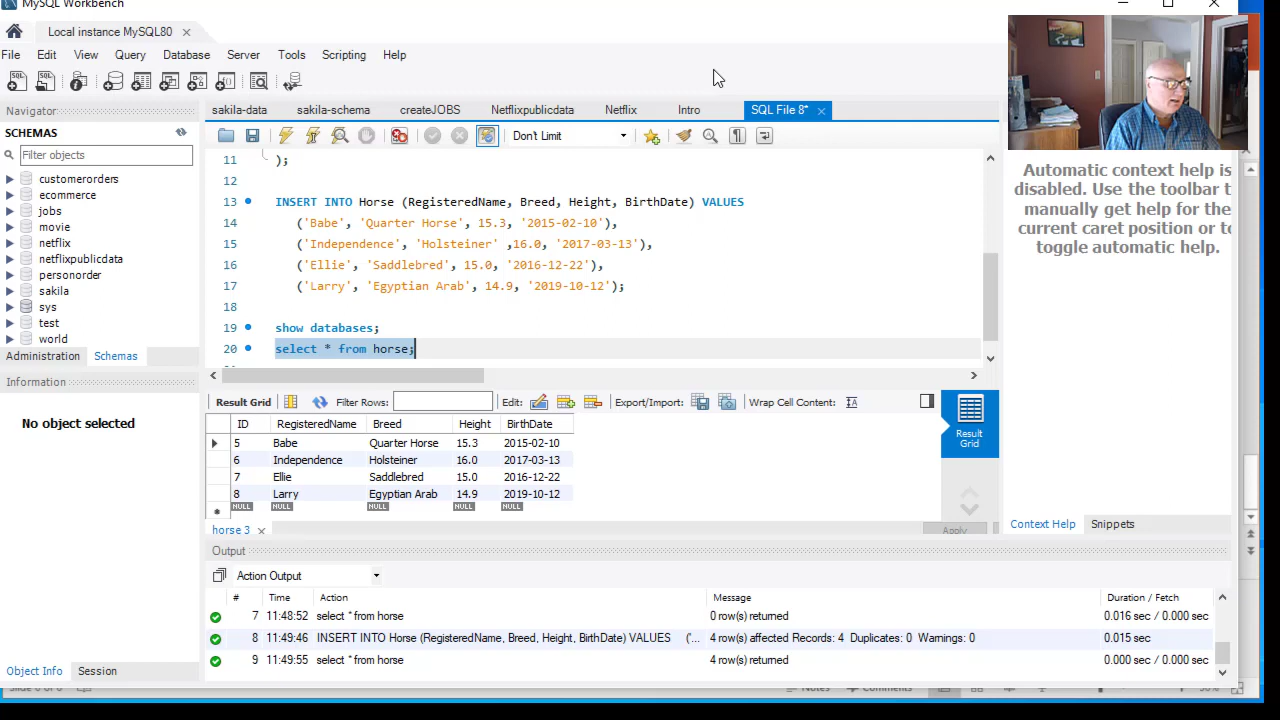 MySQL Workbench
Local instance MySQL80
File Edit View Query Database Server Tools Scripting Help
Navigator
SCHEMAS
Filter objects
customerorders
ecommerce
jobs
movie
netflix
netflixpublicdata
personorder
sakila
sys
test
world
Administration Schemas
Information
No object selected
Object Info Session
sakila-data sakila-schema createJOBS Netflixpublicdata Netflix Intro SQL File 8*
Don't Limit
11 );
12
13 INSERT INTO Horse (RegisteredName, Breed, Height, BirthDate) VALUES
14 ('Babe', 'Quarter Horse', 15.3, '2015-02-10'),
15 ('Independence', 'Holsteiner' ,16.0, '2017-03-13'),
16 ('Ellie', 'Saddlebred', 15.0, '2016-12-22'),
17 ('Larry', 'Egyptian Arab', 14.9, '2019-10-12');
18
19 show databases;
20 select * from horse;
Result Grid Filter Rows: Edit: Export/Import: Wrap Cell Content:
ID RegisteredName Breed Height BirthDate
5 Babe Quarter Horse 15.3 2015-02-10
6 Independence Holsteiner 16.0 2017-03-13
7 Ellie Saddlebred 15.0 2016-12-22
8 Larry Egyptian Arab 14.9 2019-10-12
NULL NULL NULL NULL NULL
Result
Grid
horse 3
Apply
Automatic context help is
disabled. Use the toolbar t
manually get help for the
current caret position or to
toggle automatic help.
Context Help Snippets
Output
Action Output
# Time Action Message Duration / Fetch
7 11:48:52 select * from horse 0 row(s) returned 0.016 sec / 0.000 sec
8 11:49:46 INSERT INTO Horse (RegisteredName, Breed, Height, BirthDate) VALUES ('... 4 row(s) affected Records: 4 Duplicates: 0 Warnings: 0 0.015 sec
9 11:49:55 select * from horse 4 row(s) returned 0.000 sec / 0.000 sec
Notes Comments